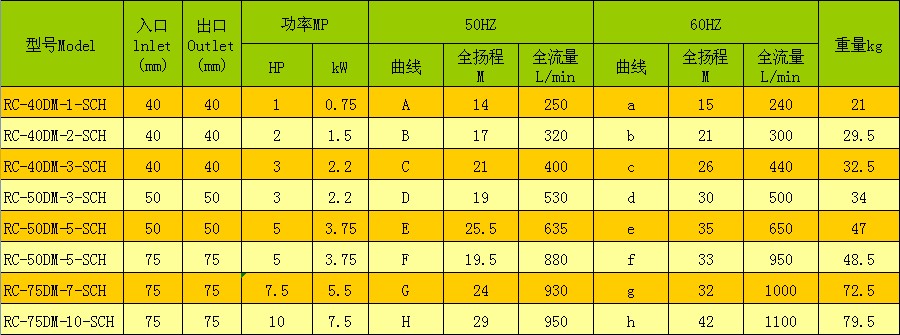 型号Model 入口 lnlet (mm) 出口 Outlet (mm) 功率MP 50HZ 60HZ 重量kg
HP kW 曲线 全扬程 M 全流量 L/min 曲线 全扬程 M 全流量 L/min
RC-40DM-1-SCH 40 40 1 0.75 A 14 250 a 15 240 21
RC-40DM-2-SCH 40 40 2 1.5 B 17 320 b 21 300 29.5
RC-40DM-3-SCH 40 40 3 2.2 C 21 400 c 26 440 32.5
RC-50DM-3-SCH 50 50 3 2.2 D 19 530 d 30 500 34
RC-50DM-5-SCH 50 50 5 3.75 E 25.5 635 e 35 650 47
RC-50DM-5-SCH 75 75 5 3.75 F 19.5 880 f 33 950 48.5
RC-75DM-7-SCH 75 75 7.5 5.5 G 24 930 g 32 1000 72.5
RC-75DM-10-SCH 75 75 10 7.5 H 29 950 h 42 1100 79.5